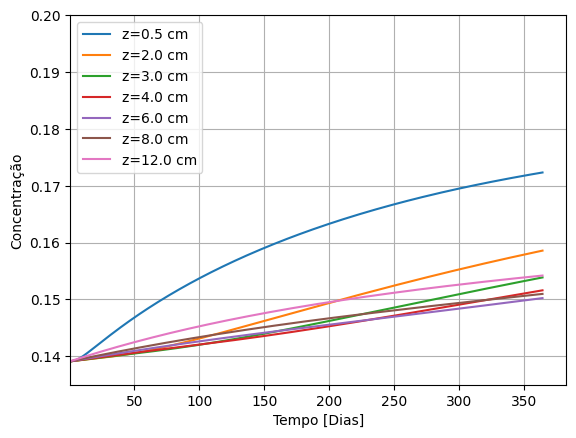 0.20
0.19
0.18
0.17
0.16
0.15
0.14
Concentração
z=0.5 cm
z=2.0 cm
z=3.0 cm
z=4.0 cm
z=6.0 cm
z=8.0 cm
z=12.0 cm
50 100 150 200 250 300 350
Tempo [Dias]